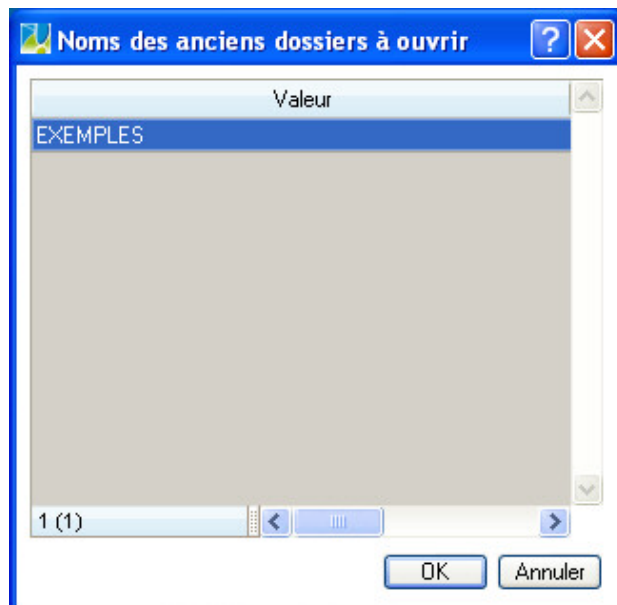 Noms des anciens dossiers à ouvrir
Valeur
EXEMPLES
1 (1)
OK Annuler